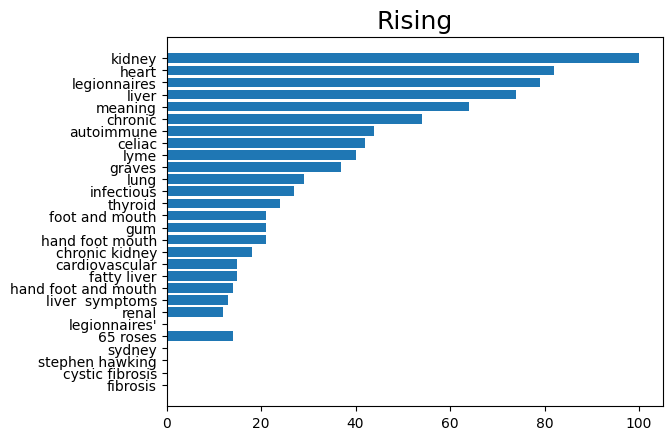 Rising
kidney
heart
legionnaires
liver
meaning
chronic
autoimmune
celiac
lyme
graves
lung
infectious
thyroid
foot and mouth
gum
hand foot mouth
chronic kidney
cardiovascular
fatty liver
hand foot and mouth
liver  symptoms
renal
legionnaires'
65 roses
sydney
stephen hawking
cystic fibrosis
fibrosis
0 20 40 60 80 100